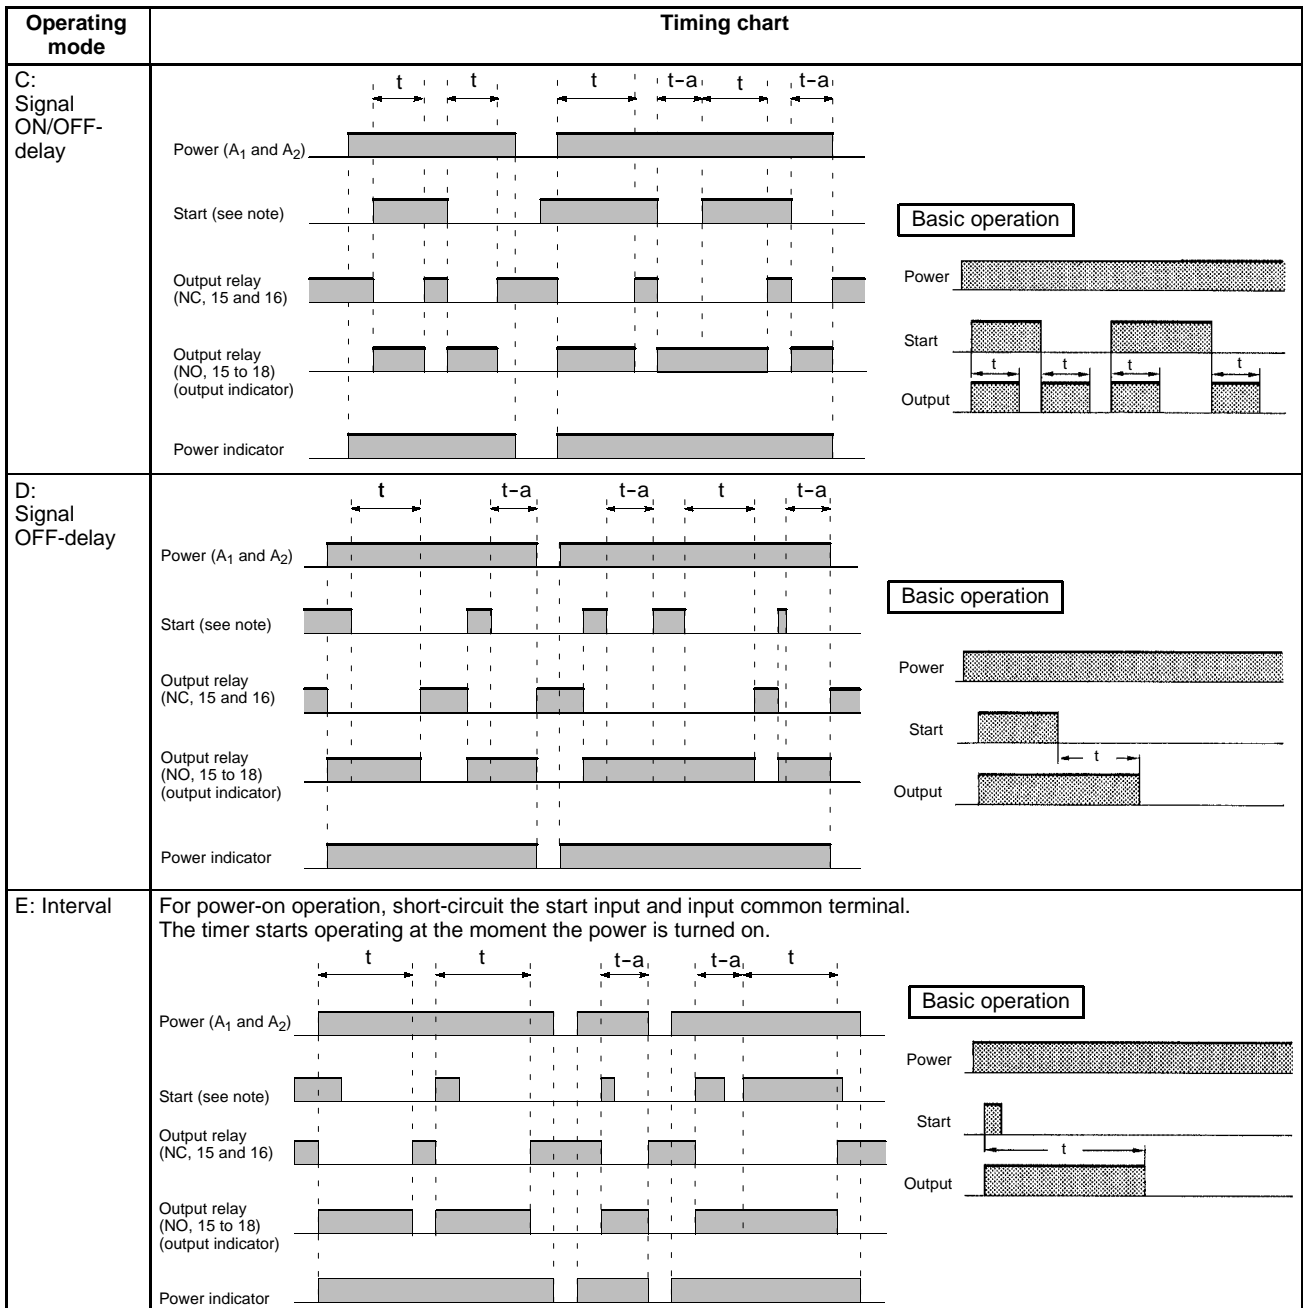 Operating mode
Timing chart
C:
Signal
ON/OFF-
delay
t t t t-a t t-a
Power (A1 and A2)
Start (see note)
Output relay
(NC, 15 and 16)
Output relay
(NO, 15 to 18)
(output indicator)
Power indicator
Basic operation
Power
Start
t t t t
Output
D:
Signal
OFF-delay
t t-a t-a t t-a
Power (A1 and A2)
Start (see note)
Output relay
(NC, 15 and 16)
Output relay
(NO, 15 to 18)
(output indicator)
Power indicator
Basic operation
Power
Start
t
Output
E: Interval
For power-on operation, short-circuit the start input and input common terminal.
The timer starts operating at the moment the power is turned on.
t t t-a t-a t
Power (A1 and A2)
Start (see note)
Output relay
(NC, 15 and 16)
Output relay
(NO, 15 to 18)
(output indicator)
Power indicator
Basic operation
Power
Start
t
Output